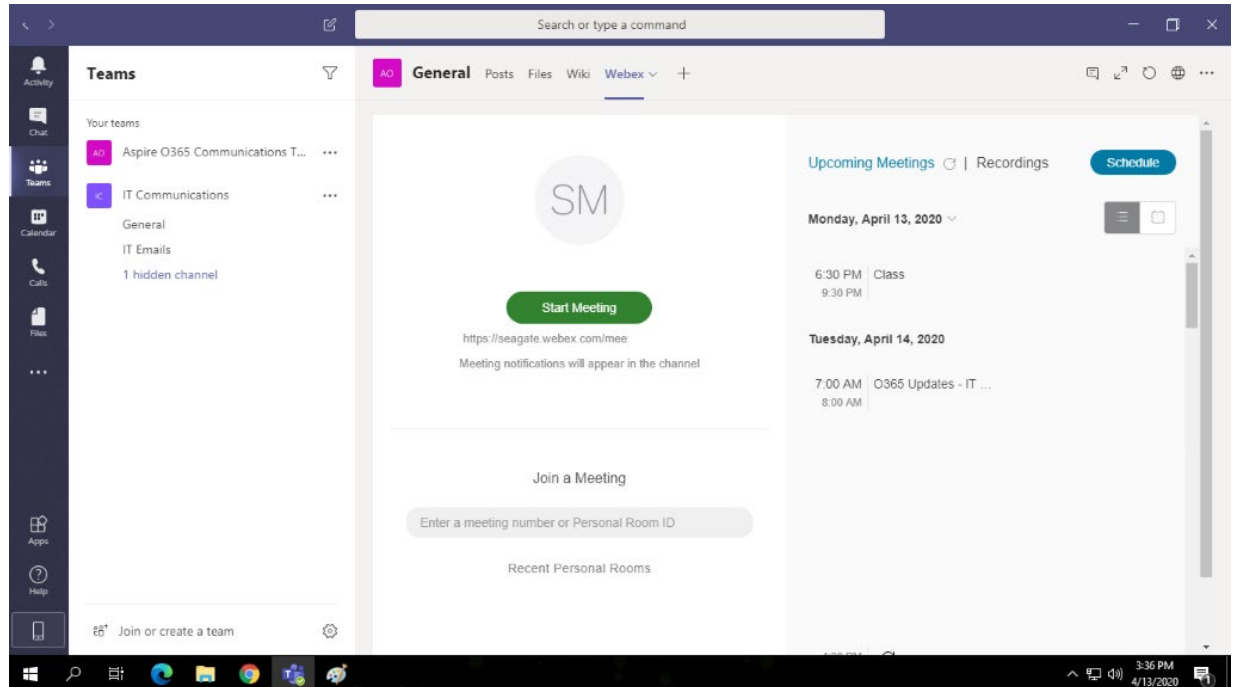 Search or type a command
Activity
Chat
Teams
Calendar
Calls
Files
Apps
Help
Teams
Your teams
AO Aspire O365 Communications T... ...
IC IT Communications ...
General
IT Emails
1 hidden channel
Join or create a team
AO General Posts Files Wiki Webex +
SM
Start Meeting
https://seagate.webex.com/mee
Meeting notifications will appear in the channel
Join a Meeting
Enter a meeting number or Personal Room ID
Recent Personal Rooms
Upcoming Meetings | Recordings
Schedule
Monday, April 13, 2020
6:30 PM Class
9:30 PM
Tuesday, April 14, 2020
7:00 AM O365 Updates - IT ...
8:00 AM
3:36 PM
4/13/2020